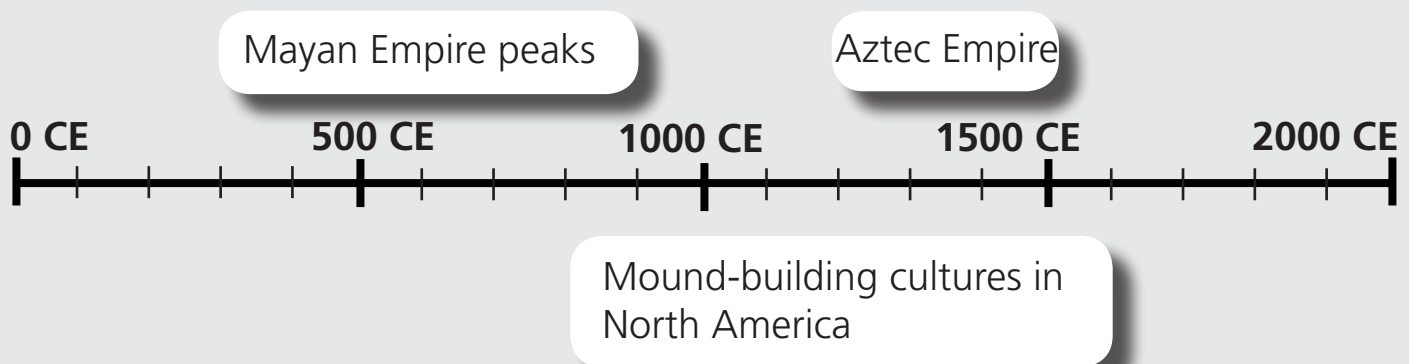 Mayan Empire peaks
Aztec Empire
0 CE
500 CE
1000 CE
1500 CE
2000 CE
Mound-building cultures in
North America